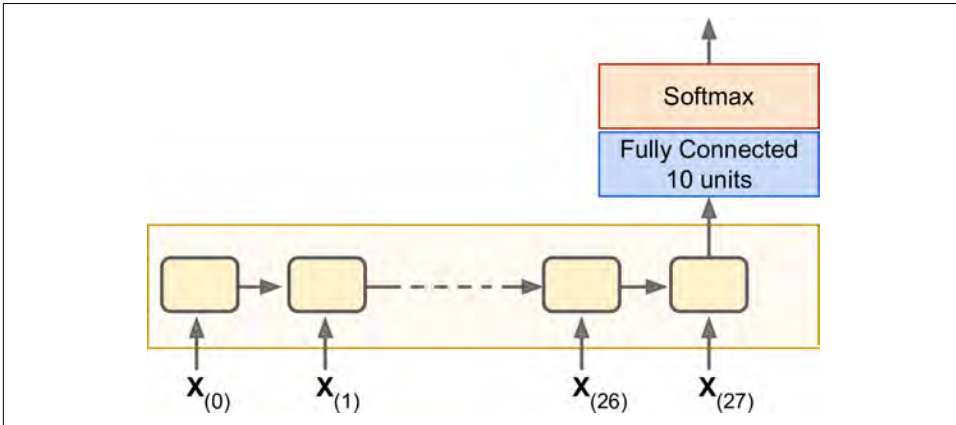 Softmax
Fully Connected
10 units
X(0) X(1) X(26) X(27)